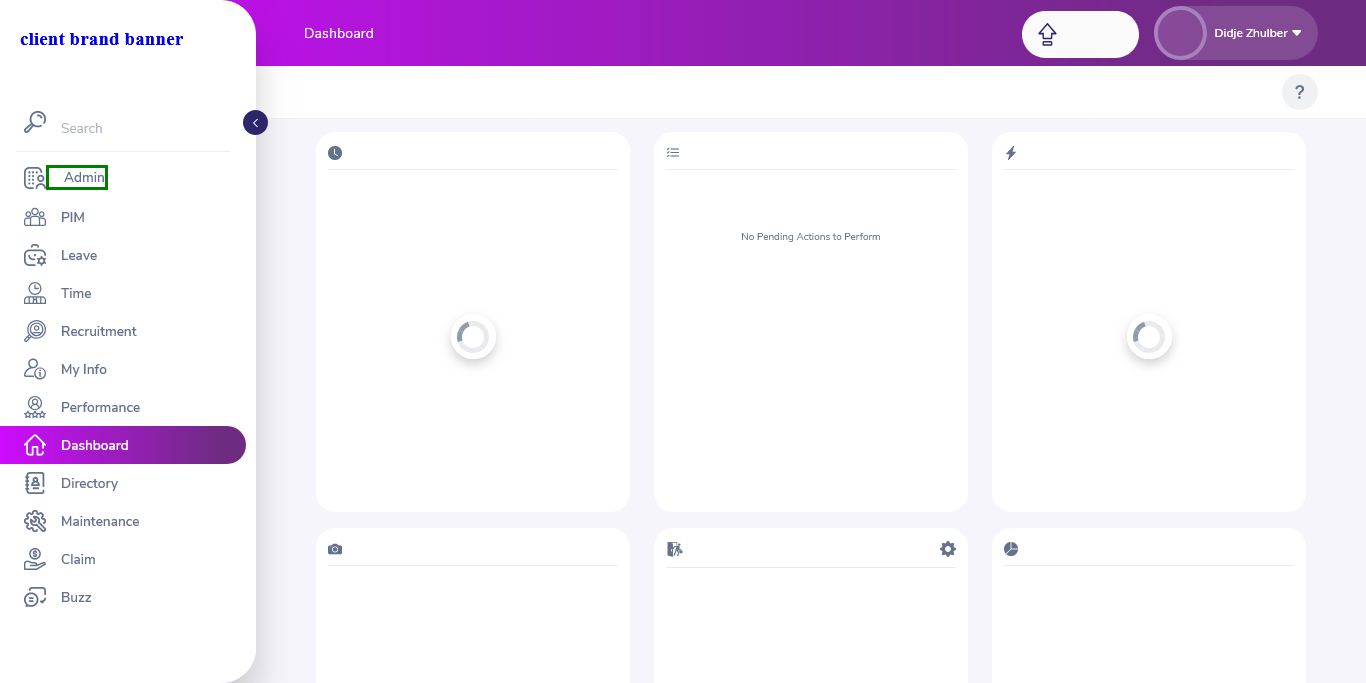 client brand banner
Dashboard
Didje Zhulber
?
Search
Admin
PIM
Leave
Time
Recruitment
My Info
Performance
Dashboard
Directory
Maintenance
Claim
Buzz
No Pending Actions to Perform